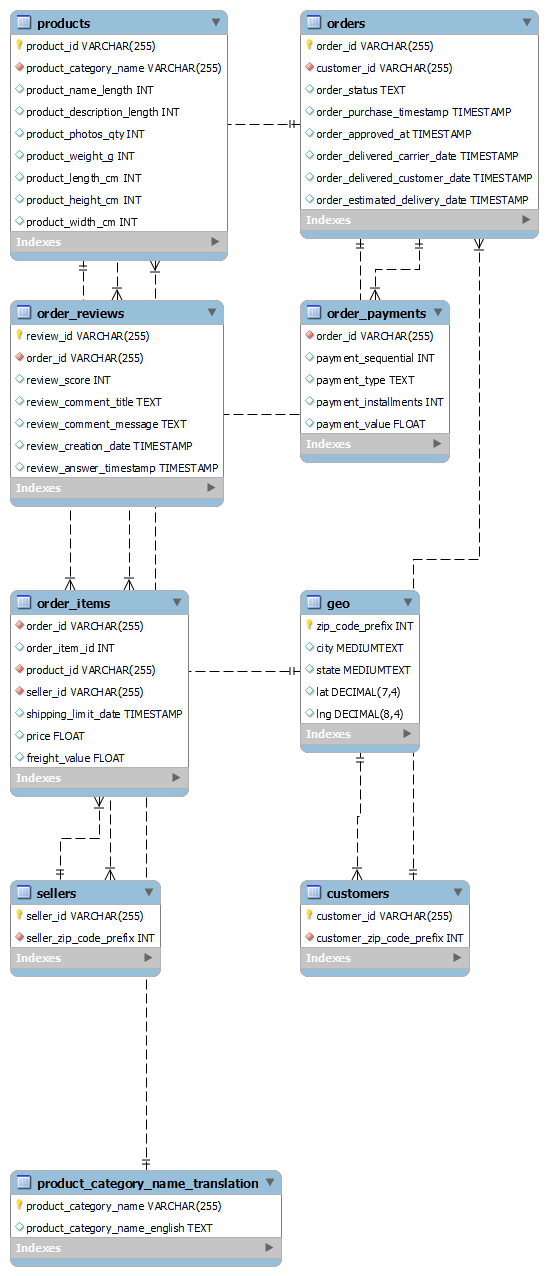 products
product_id VARCHAR(255)
product_category_name VARCHAR(255)
product_name_length INT
product_description_length INT
product_photos_qty INT
product_weight_g INT
product_length_cm INT
product_height_cm INT
product_width_cm INT
Indexes
orders
order_id VARCHAR(255)
customer_id VARCHAR(255)
order_status TEXT
order_purchase_timestamp TIMESTAMP
order_approved_at TIMESTAMP
order_delivered_carrier_date TIMESTAMP
order_delivered_customer_date TIMESTAMP
order_estimated_delivery_date TIMESTAMP
Indexes
order_reviews
review_id VARCHAR(255)
order_id VARCHAR(255)
review_score INT
review_comment_title TEXT
review_comment_message TEXT
review_creation_date TIMESTAMP
review_answer_timestamp TIMESTAMP
Indexes
order_payments
order_id VARCHAR(255)
payment_sequential INT
payment_type TEXT
payment_installments INT
payment_value FLOAT
Indexes
order_items
order_id VARCHAR(255)
order_item_id INT
product_id VARCHAR(255)
seller_id VARCHAR(255)
shipping_limit_date TIMESTAMP
price FLOAT
freight_value FLOAT
Indexes
geo
zip_code_prefix INT
city MEDIUMTEXT
state MEDIUMTEXT
lat DECIMAL(7,4)
lng DECIMAL(8,4)
Indexes
sellers
seller_id VARCHAR(255)
seller_zip_code_prefix INT
Indexes
customers
customer_id VARCHAR(255)
customer_zip_code_prefix INT
Indexes
product_category_name_translation
product_category_name VARCHAR(255)
product_category_name_english TEXT
Indexes